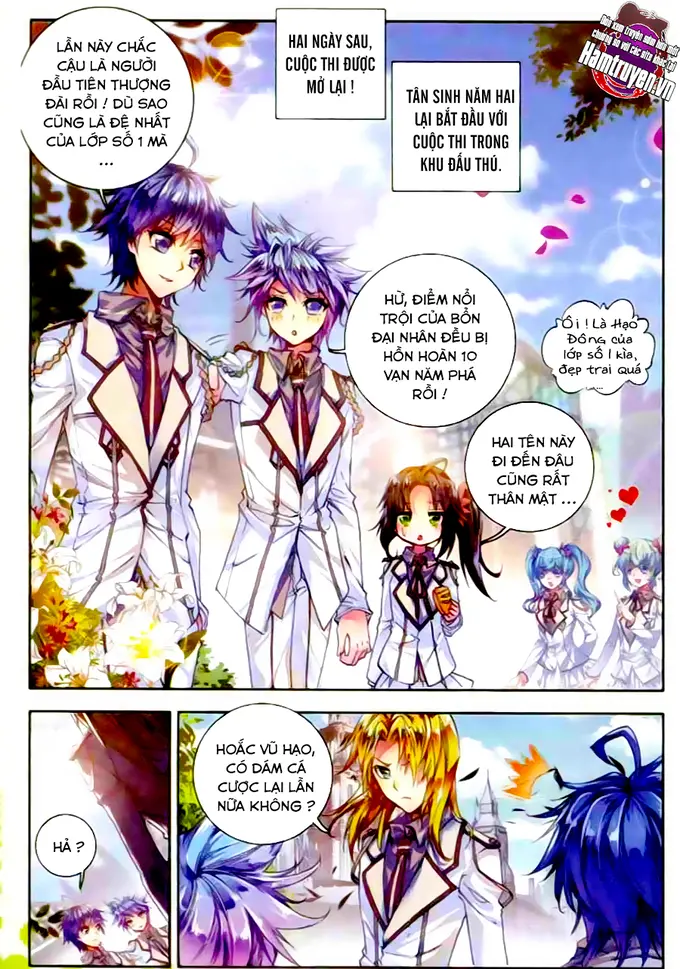 LẦN NÀY CHẮC
CẬU LÀ NGƯỜI
ĐẦU TIÊN THƯỢNG
ĐÀI RỒI ! DÙ SAO
CŨNG LÀ ĐỆ NHẤT
CỦA LỚP SỐ 1 MÀ
...
HAI NGÀY SAU,
CUỘC THI ĐƯỢC
MỞ LẠI !
TÂN SINH NĂM HAI
LẠI BẮT ĐẦU VỚI
CUỘC THI TRONG
KHU ĐẤU THÚ.
Hamtruyen.vn
HỪ, ĐIỂM NỔI
TRỘI CỦA BỔN
ĐẠI NHÂN ĐỀU BỊ
HỒN HOÀN 10
VẠN NĂM PHÁ
RỒI !
Ôi ! Là Hạo
Đông của
lớp số 1 kìa,
đẹp trai quá
...
HAI TÊN NÀY
ĐI ĐẾN ĐÂU
CŨNG RẤT
THÂN MẬT ...
HẢ ?
HOẮC VŨ HẠO,
CÓ DÁM CÁ
CƯỢC LẠI LẦN
NỮA KHÔNG ?